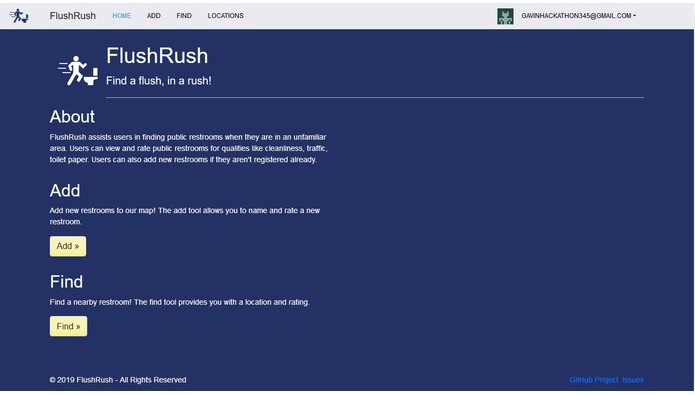 FlushRush HOME ADD FIND LOCATIONS GAVINHACKATHON345@GMAIL.COM
FlushRush
Find a flush, in a rush!
About
FlushRush assists users in finding public restrooms when they are in an unfamiliar
area. Users can view and rate public restrooms for qualities like cleanliness, traffic,
toilet paper. Users can also add new restrooms if they aren't registered already.
Add
Add new restrooms to our map! The add tool allows you to name and rate a new
restroom.
Add »
Find
Find a nearby restroom! The find tool provides you with a location and rating.
Find »
© 2019 FlushRush - All Rights Reserved GitHub Project Issues